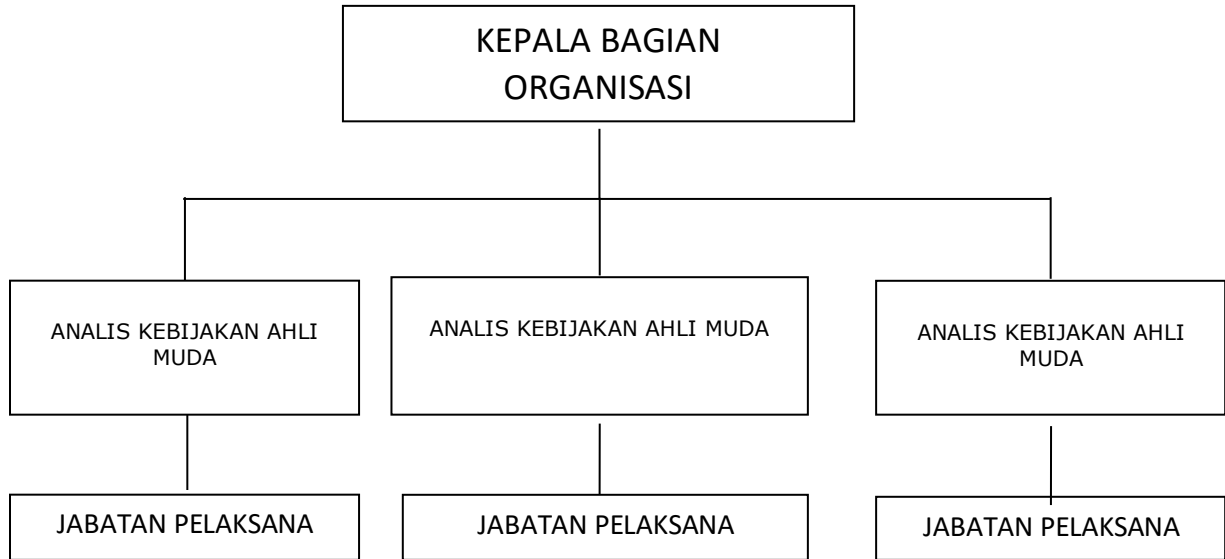 KEPALA BAGIAN
ORGANISASI
ANALIS KEBIJAKAN AHLI
MUDA
ANALIS KEBIJAKAN AHLI MUDA
ANALIS KEBIJAKAN AHLI
MUDA
JABATAN PELAKSANA
JABATAN PELAKSANA
JABATAN PELAKSANA